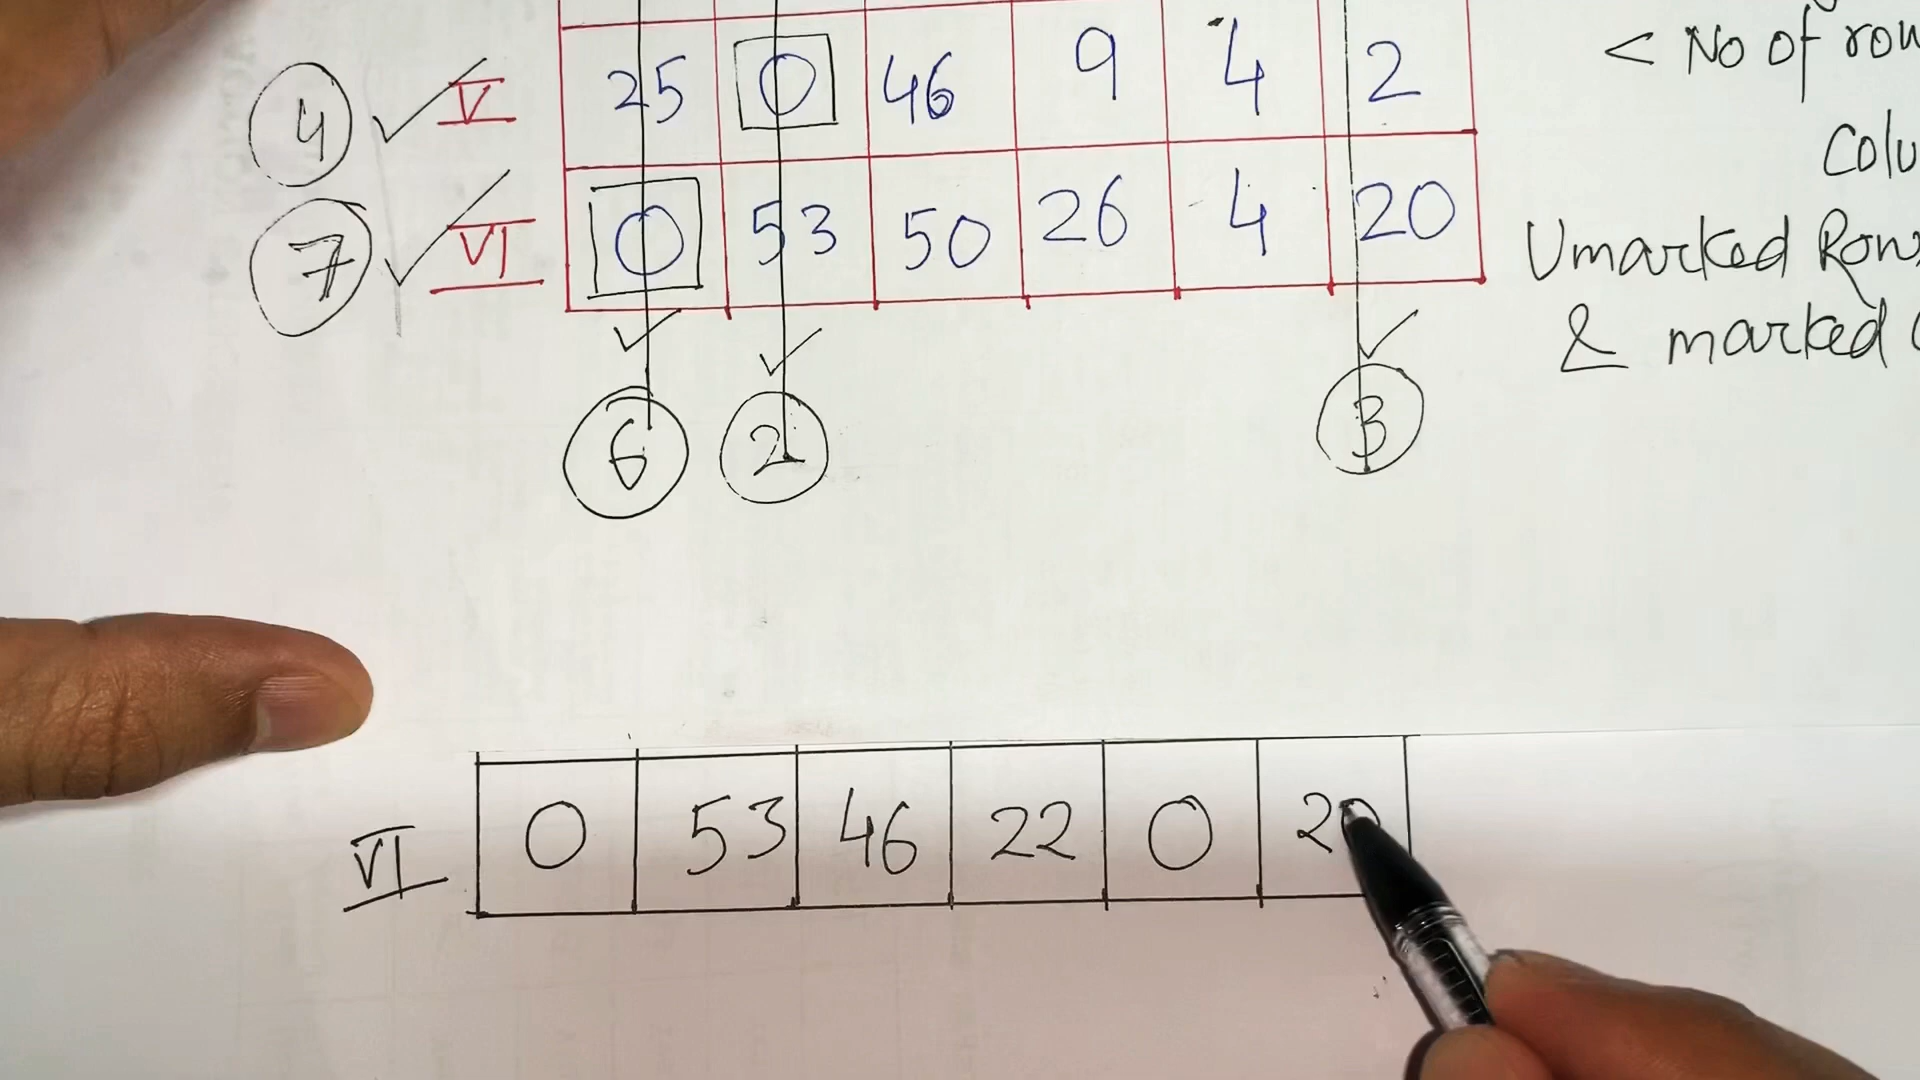 < No of row
4 V 25 0 46 9 4 2
Colu
7 VI 0 53 50 26 4 20
Umarked Rows
& marked
6 2 3
VI 0 53 46 22 0 20